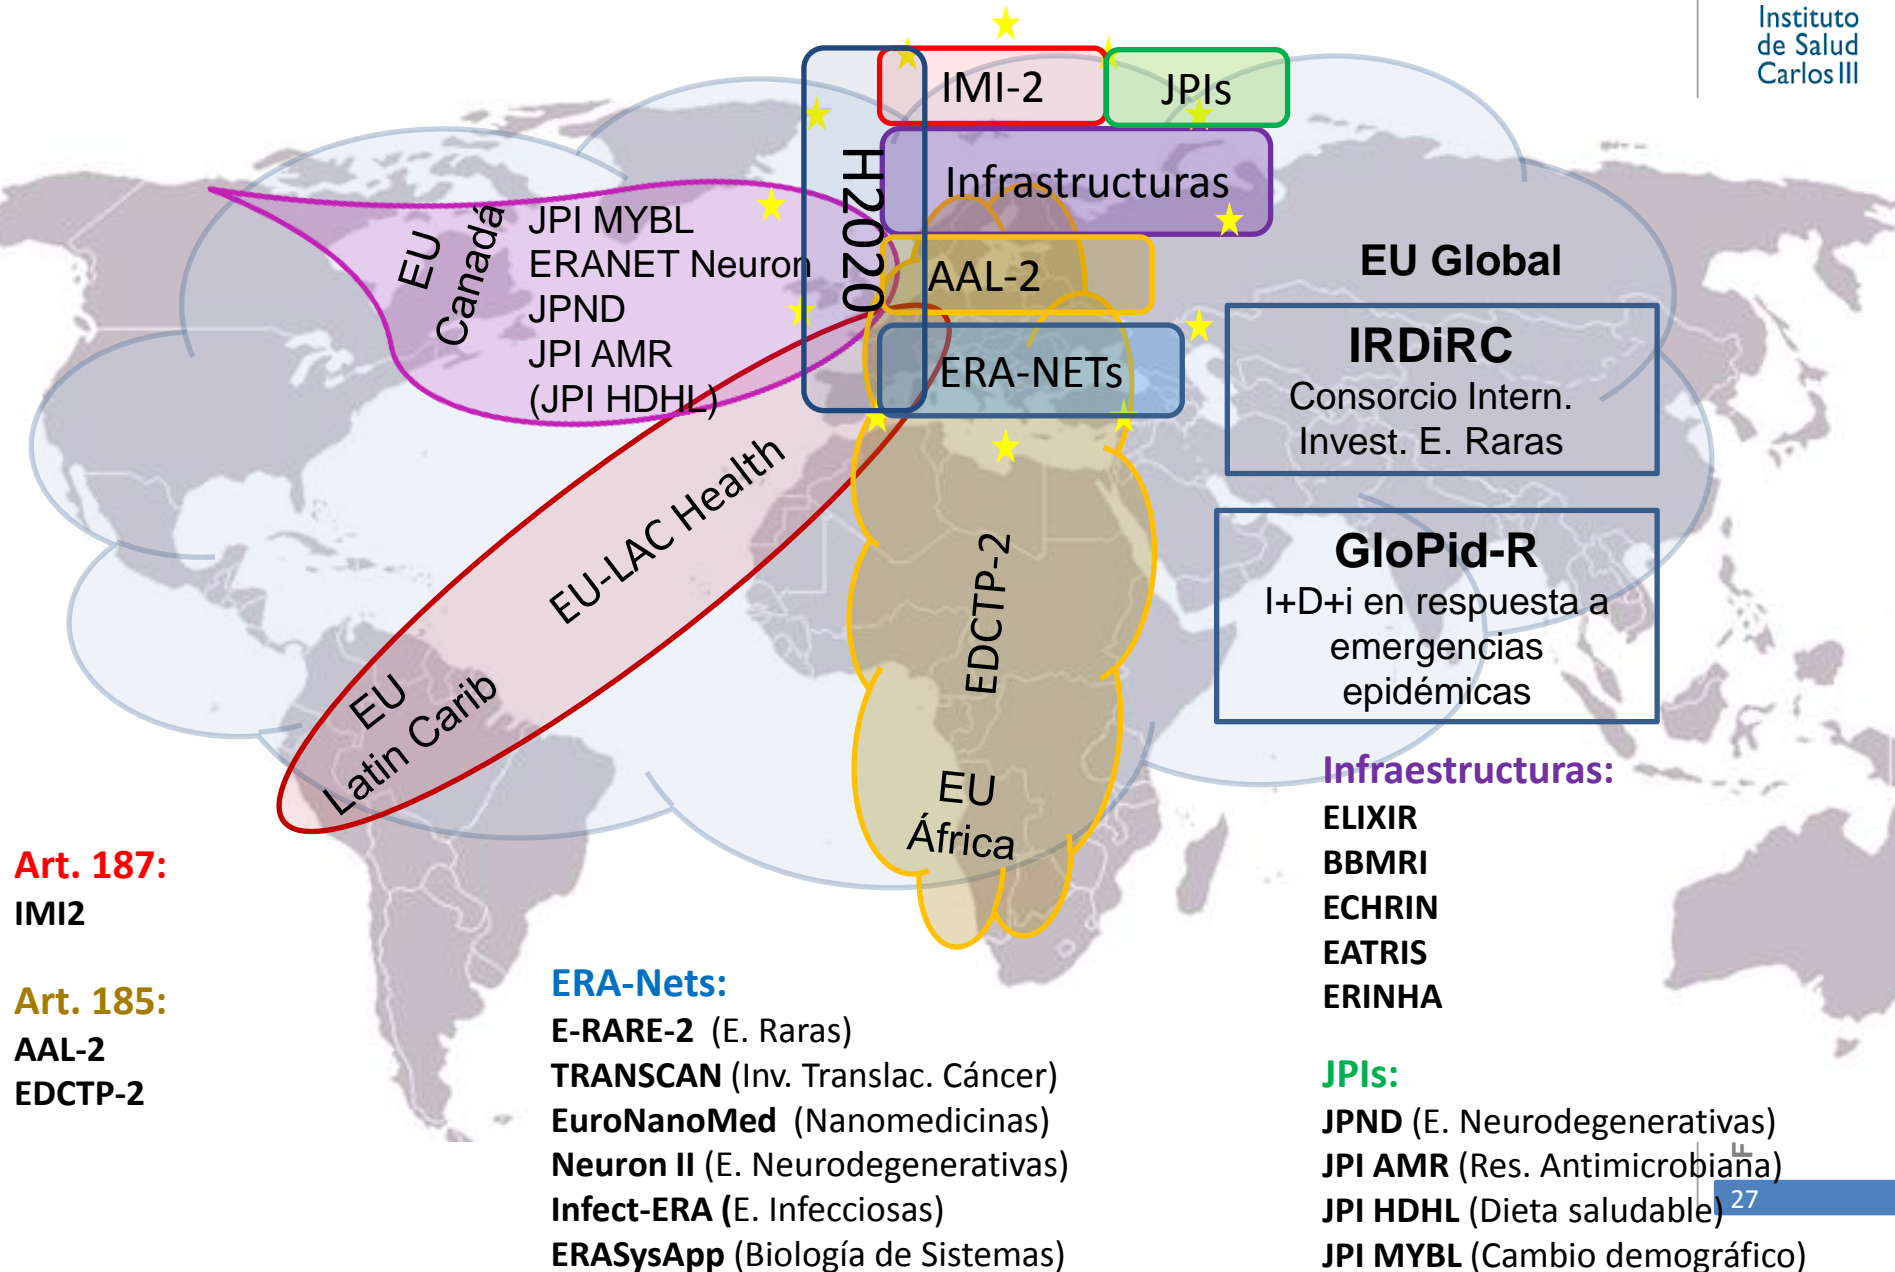 Instituto
de Salud
Carlos III
IMI-2
JPIs
H2020
Infrastructuras
AAL-2
ERA-NETs
EU
Canadá
JPI MYBL
ERANET Neuron
JPND
JPI AMR
(JPI HDHL)
EU-LAC Health
EU
Latin Carib
EDCTP-2
EU
África
EU Global
IRDiRC
Consorcio Intern.
Invest. E. Raras
GloPid-R
I+D+i en respuesta a
emergencias
epidémicas
Art. 187:
IMI2
Art. 185:
AAL-2
EDCTP-2
ERA-Nets:
E-RARE-2 (E. Raras)
TRANSCAN (Inv. Translac. Cáncer)
EuroNanoMed (Nanomedicinas)
Neuron II (E. Neurodegenerativas)
Infect-ERA (E. Infecciosas)
ERASysApp (Biología de Sistemas)
Infraestructuras:
ELIXIR
BBMRI
ECHRIN
EATRIS
ERINHA
JPIs:
JPND (E. Neurodegenerativas)
JPI AMR (Res. Antimicrobiana)
JPI HDHL (Dieta saludable)
JPI MYBL (Cambio demográfico)
F
27